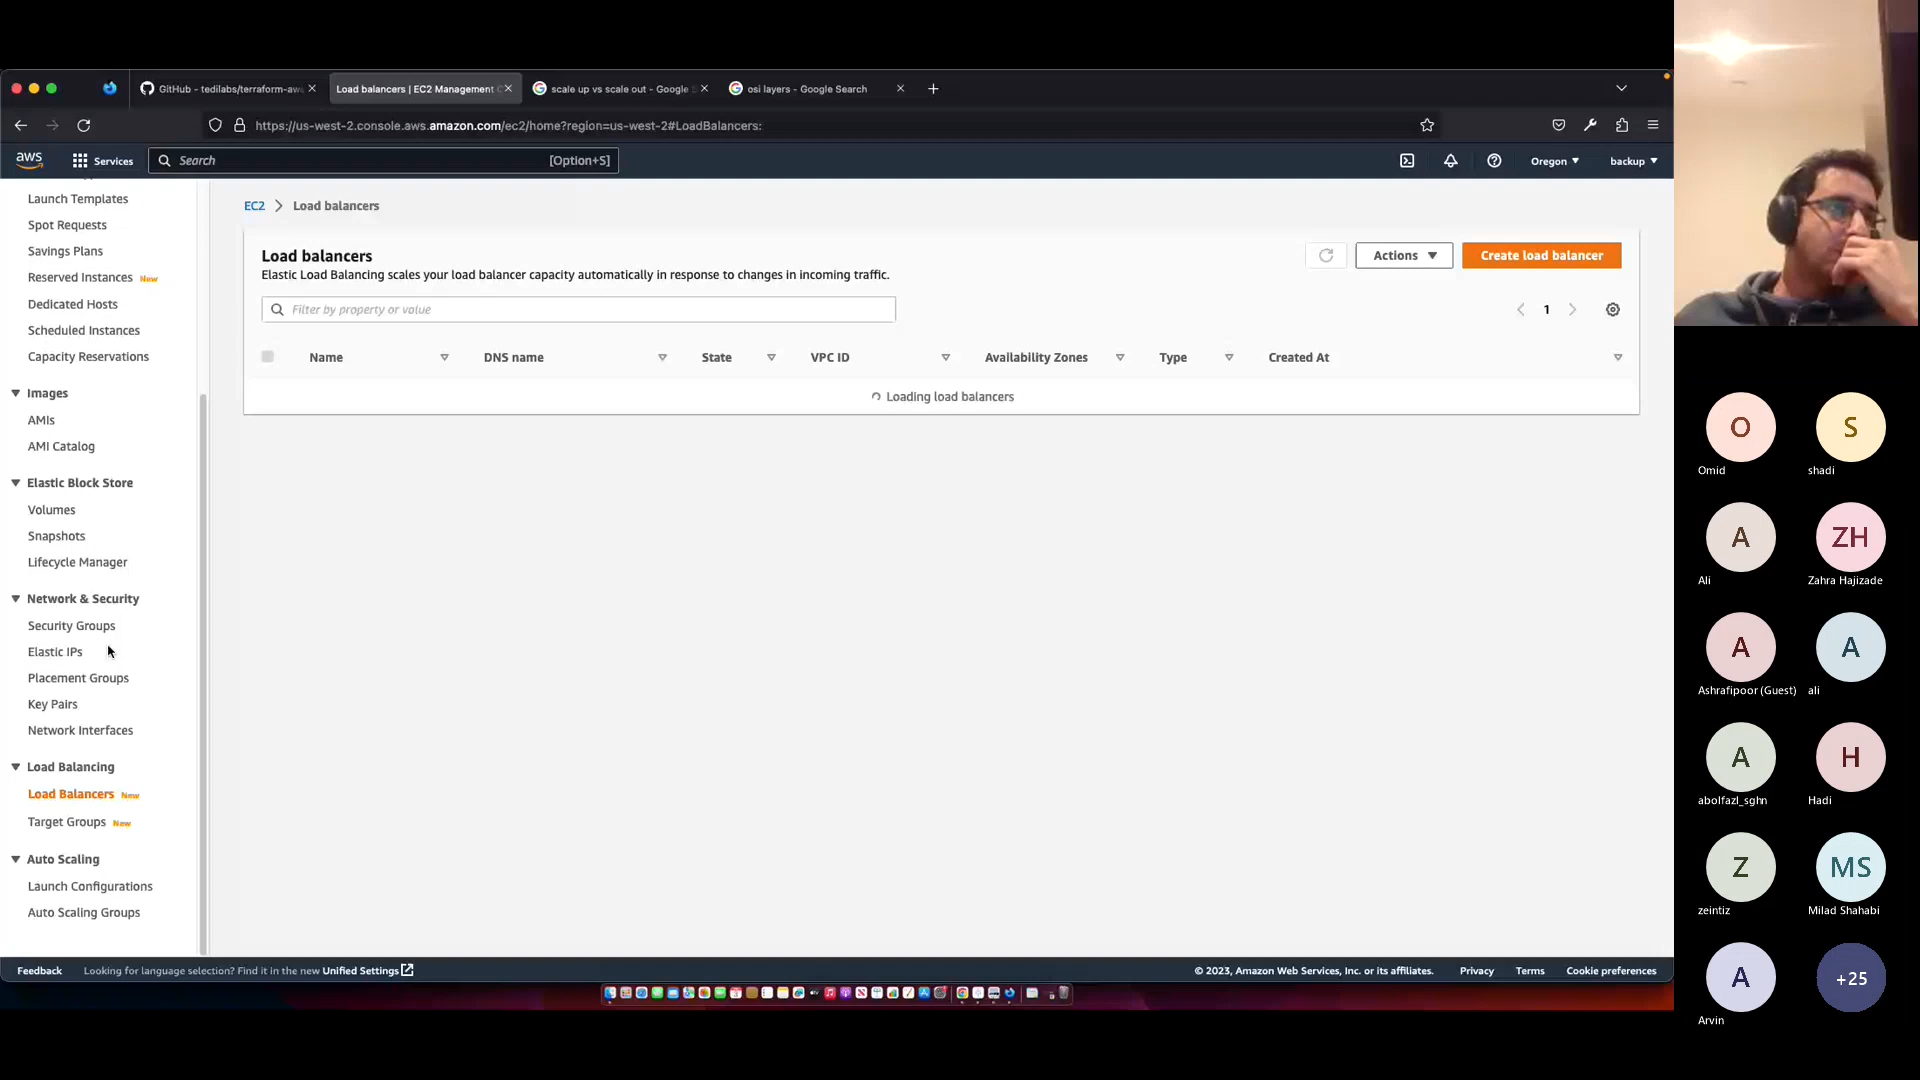 GitHub - tedilabs/terraform-aws
Load balancers | EC2 Management C
scale up vs scale out - Google S
osi layers - Google Search
https://us-west-2.console.aws.amazon.com/ec2/home?region=us-west-2#LoadBalancers:
aws
Services
Search
[Option+S]
Oregon
backup
Launch Templates
Spot Requests
Savings Plans
Reserved Instances New
Dedicated Hosts
Scheduled Instances
Capacity Reservations
Images
AMIs
AMI Catalog
Elastic Block Store
Volumes
Snapshots
Lifecycle Manager
Network & Security
Security Groups
Elastic IPs
Placement Groups
Key Pairs
Network Interfaces
Load Balancing
Load Balancers New
Target Groups New
Auto Scaling
Launch Configurations
Auto Scaling Groups
EC2 > Load balancers
Load balancers
Elastic Load Balancing scales your load balancer capacity automatically in response to changes in incoming traffic.
Actions
Create load balancer
Filter by property or value
1
Name
DNS name
State
VPC ID
Availability Zones
Type
Created At
Loading load balancers
Feedback
Looking for language selection? Find it in the new Unified Settings
© 2023, Amazon Web Services, Inc. or its affiliates.
Privacy
Terms
Cookie preferences
O
Omid
S
shadi
A
Ali
ZH
Zahra Hajizade
A
Ashrafipoor (Guest)
A
ali
A
abolfazl_sghn
H
Hadi
Z
zeintiz
MS
Milad Shahabi
A
Arvin
+25